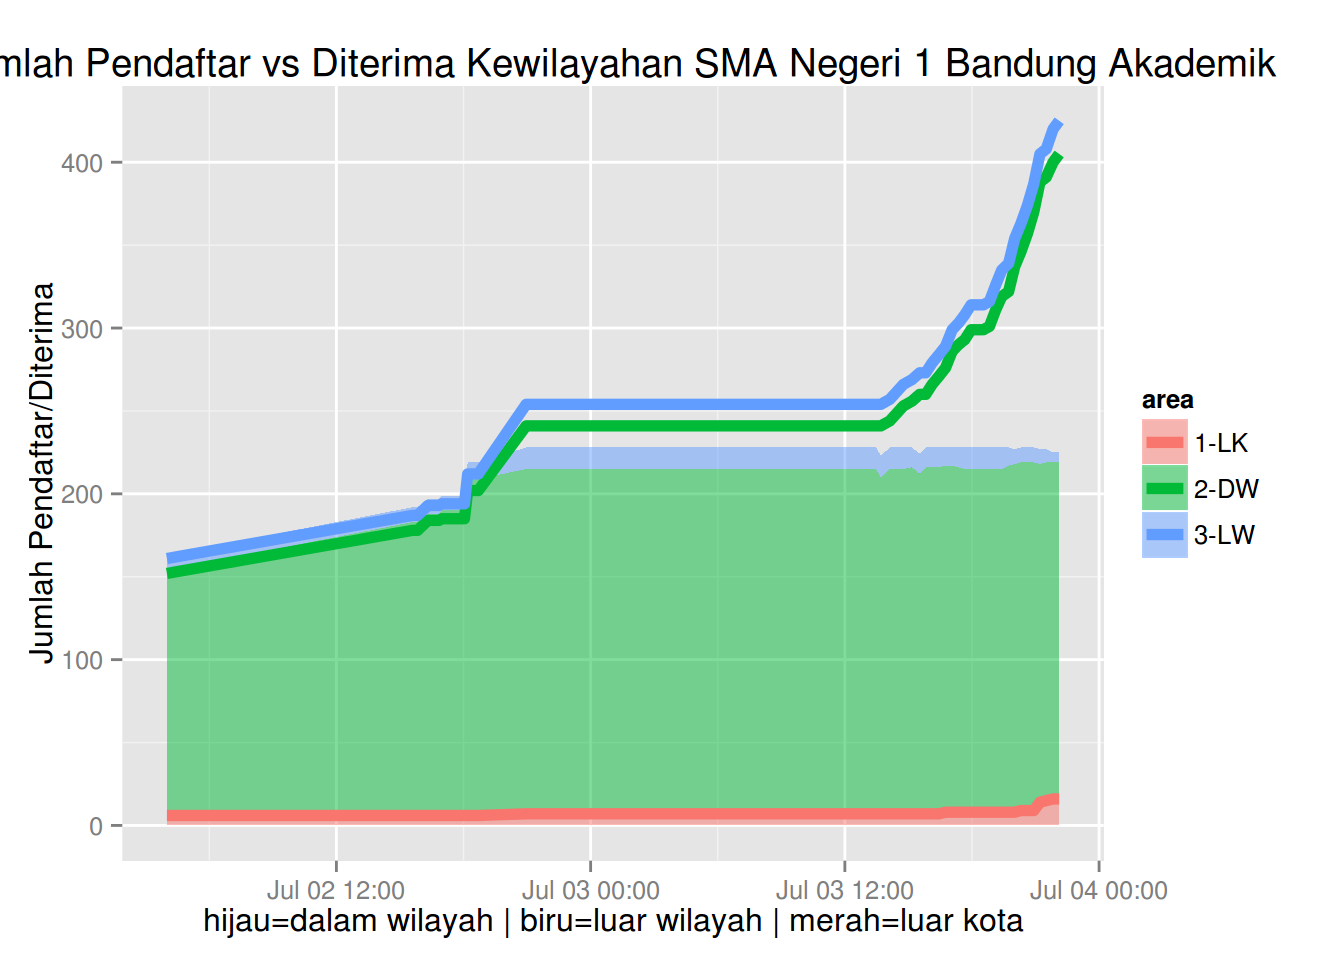 mlah Pendaftar vs Diterima Kewilayahan SMA Negeri 1 Bandung Akademik
Jumlah Pendaftar/Diterima
400
300
200
100
0
Jul 02 12:00
Jul 03 00:00
Jul 03 12:00
Jul 04 00:00
hijau=dalam wilayah | biru=luar wilayah | merah=luar kota
area
1-LK
2-DW
3-LW